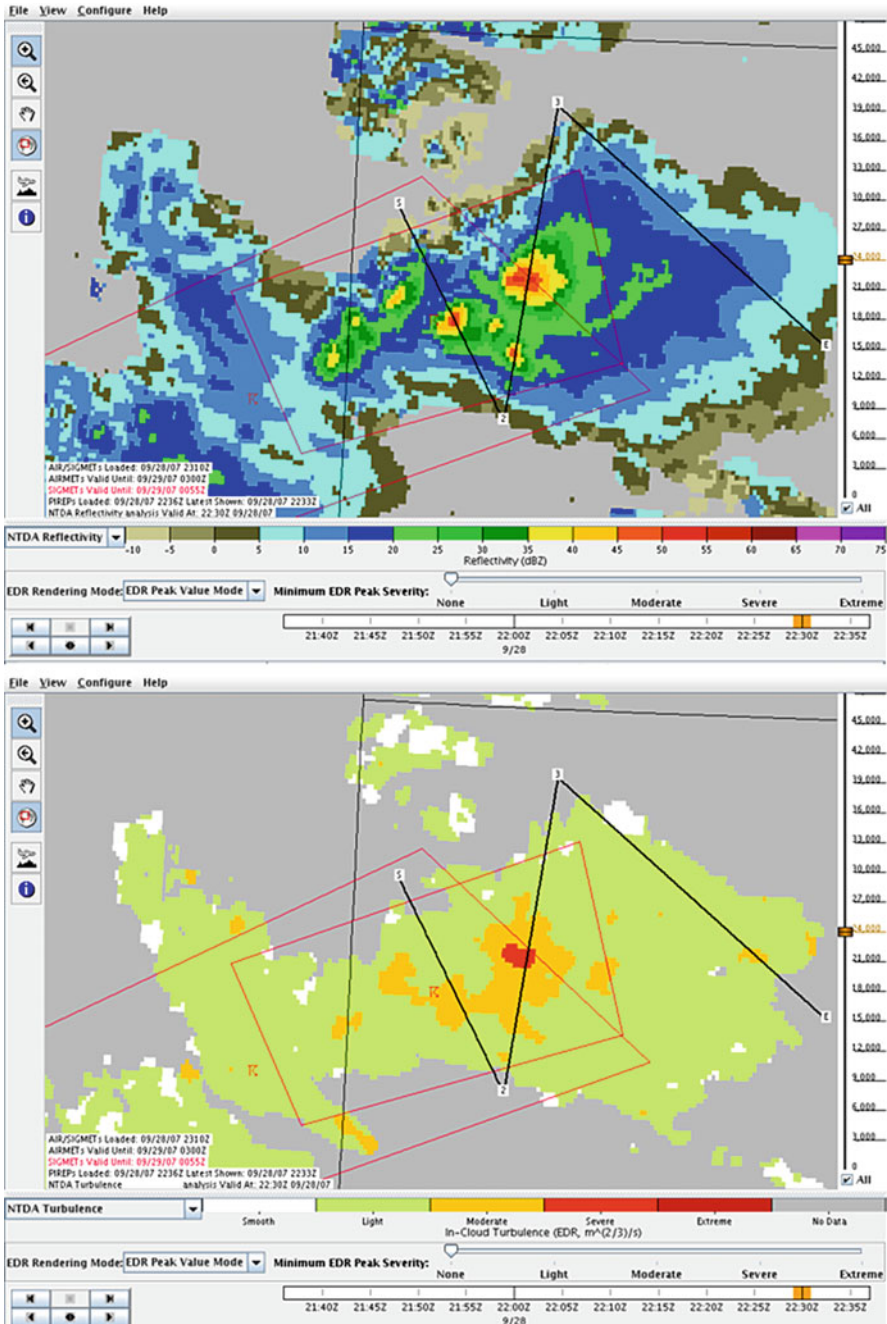 File View Configure Help
45,000
42,000
39,000
36,000
33,000
30,000
27,000
24,000
21,000
18,000
15,000
12,000
9,000
6,000
3,000
0
All
3
S
E
K
2
AIR/SIGMETs Loaded: 09/28/07 2310Z
AIRMETs Valid Until: 09/29/07 0300Z
SIGMETs Valid Until: 09/29/07 0055Z
PIREPs Loaded: 09/28/07 2236Z Latest Shown: 09/28/07 2233Z
NTDA Reflectivity analysis Valid At: 22:30Z 09/28/07
NTDA Reflectivity
-10 -5 0 5 10 15 20 25 30 35 40 45 50 55 60 65 70 75
Reflectivity (dBZ)
EDR Rendering Mode: EDR Peak Value Mode Minimum EDR Peak Severity:
None Light Moderate Severe Extreme
21:40Z 21:45Z 21:50Z 21:55Z 22:00Z 22:05Z 22:10Z 22:15Z 22:20Z 22:25Z 22:30Z 22:35Z
9/28
File View Configure Help
45,000
42,000
39,000
36,000
33,000
30,000
27,000
24,000
21,000
18,000
15,000
12,000
9,000
6,000
3,000
0
All
3
S
K
E
K
2
AIR/SIGMETs Loaded: 09/28/07 2310Z
AIRMETs Valid Until: 09/29/07 0300Z
SIGMETs Valid Until: 09/29/07 0055Z
PIREPs Loaded: 09/28/07 2236Z Latest Shown: 09/28/07 2233Z
NTDA Turbulence analysis Valid At: 22:30Z 09/28/07
NTDA Turbulence
Smooth Light Moderate Severe Extreme No Data
In-Cloud Turbulence (EDR, m^(2/3)/s)
EDR Rendering Mode: EDR Peak Value Mode Minimum EDR Peak Severity:
None Light Moderate Severe Extreme
21:40Z 21:45Z 21:50Z 21:55Z 22:00Z 22:05Z 22:10Z 22:15Z 22:20Z 22:25Z 22:30Z 22:35Z
9/28